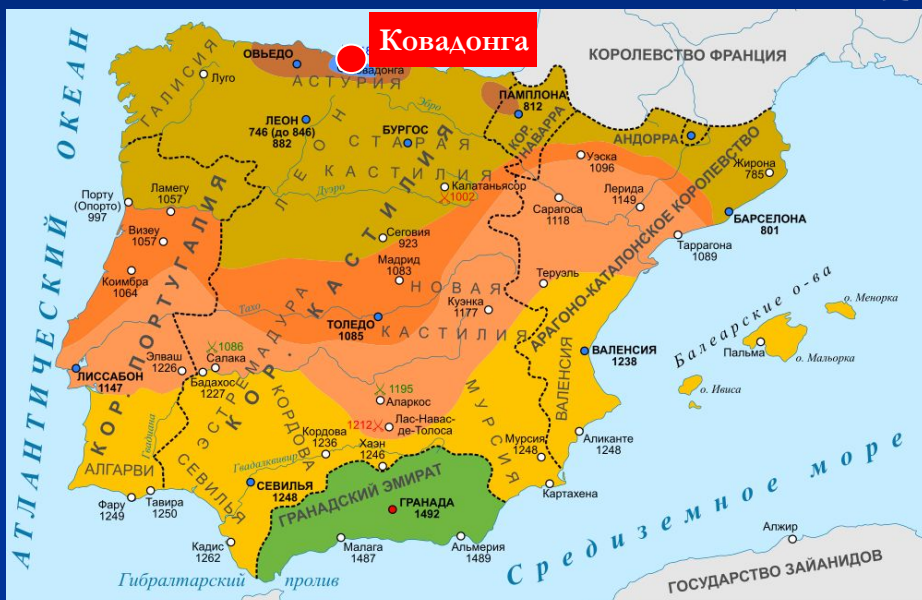 Ковадонга
АТЛАНТИЧЕСКИЙ ОКЕАН
КОРОЛЕВСТВО ФРАНЦИЯ
ГАЛИСИЯ
Луго
ОВЬЕДО
АСТУРИЯ
ПАМПЛОНА
812
КОР. НАВАРРА
АНДОРРА
Эбро
ЛЕОН
746 (до 846)
882
ЛЕОН
БУРГОС
СТАРАЯ
КАСТИЛИЯ
Уэска
1096
Жирона
785
Порту
(Опорто)
997
Ламегу
1057
Дуэро
Калатаньясор
1002
Сарагоса
1118
Лерида
1149
БАРСЕЛОНА
801
АРАГОНО-КАТАЛОНСКОЕ КОРОЛЕВСТВО
Визеу
1057
Сеговия
923
Таррагона
1089
Коимбра
1064
Мадрид
1083
Теруэль
НОВАЯ
КАСТИЛИЯ
Куэнка
1177
Тахо
ТОЛЕДО
1085
КОР. ПОРТУГАЛИЯ
КОР. КАСТИЛИЯ
ЭСТРЕМАДУРА
Балеарские о-ва
о. Менорка
Пальма
о. Мальорка
о. Ивиса
ЛИССАБОН
1147
Элваш
1226
1086
Салака
Бадахос
1227
ВАЛЕНСИЯ
1238
ВАЛЕНСИЯ
1195
Аларкос
1212
Лас-Навас-
де-Толоса
КОРДОВА
МУРСИЯ
Гвадиана
Кордова
1236
Хаэн
1246
Мурсия
1248
Аликанте
1248
АЛГАРВИ
СЕВИЛЬЯ
Гвадалквивир
СЕВИЛЬЯ
1248
ГРАНАДСКИЙ ЭМИРАТ
ГРАНАДА
1492
Картахена
Фару
1249
Тавира
1250
Кадис
1262
Малага
1487
Альмерия
1489
Средиземное море
Алжир
Гибралтарский пролив
ГОСУДАРСТВО ЗАЙАНИДОВ